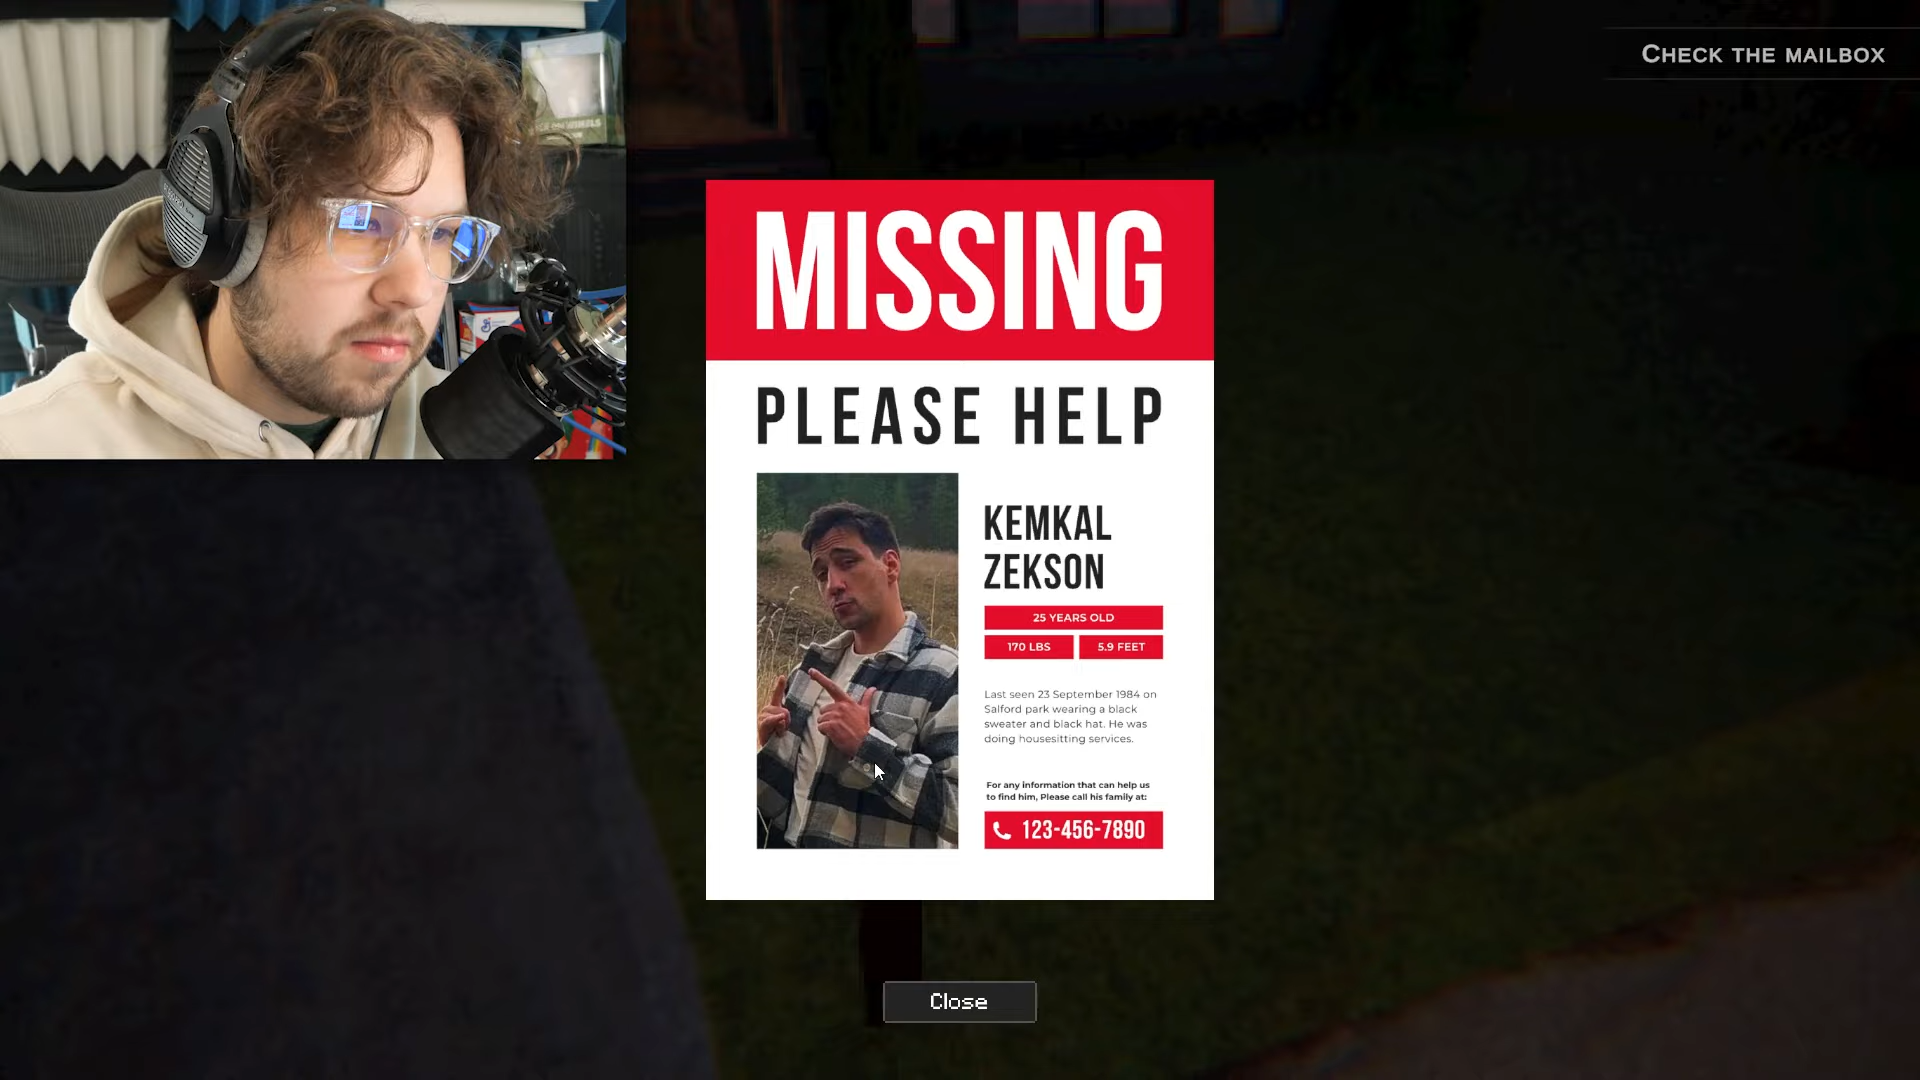 CHECK THE MAILBOX
MISSING
PLEASE HELP
KEMKAL
ZEKSON
25 YEARS OLD
170 LBS
5.9 FEET
Last seen 23 September 1984 on
Salford park wearing a black
sweater and black hat. He was
doing housesitting services.
For any information that can help us
to find him, Please call his family at:
123-456-7890
Close